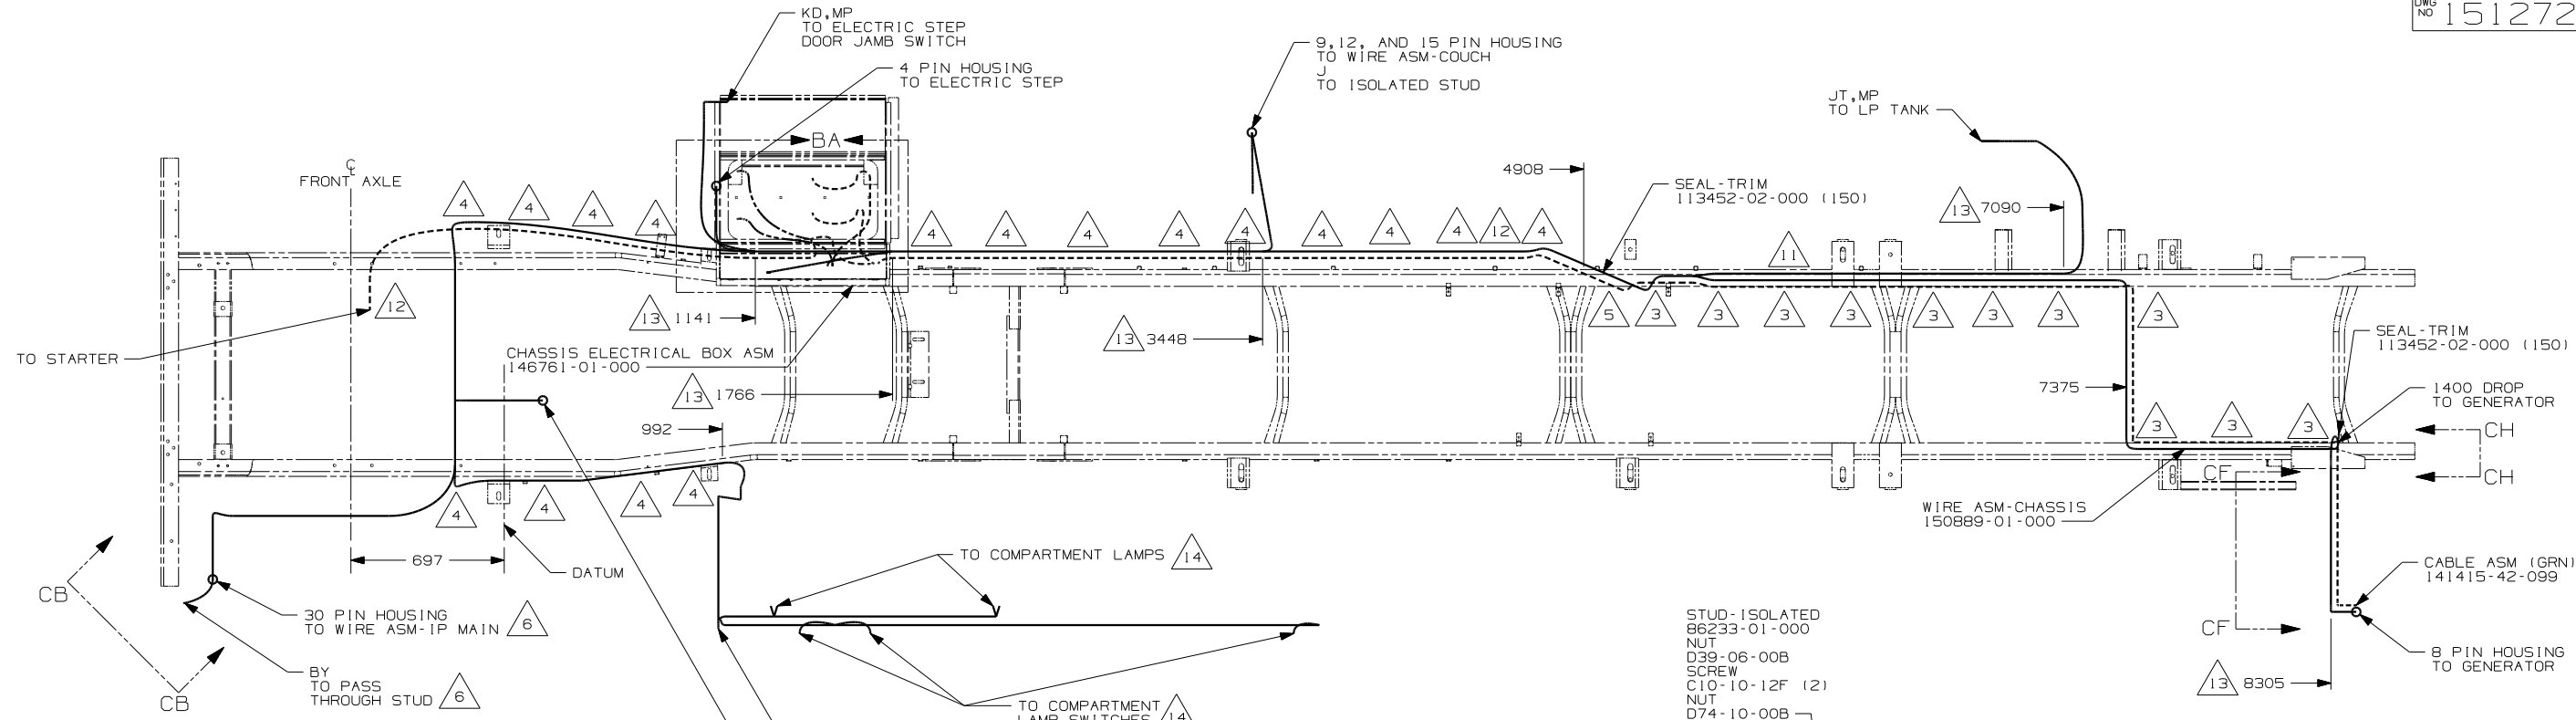 DWG
NO 151272
KD,MP
TO ELECTRIC STEP
DOOR JAMB SWITCH
4 PIN HOUSING
TO ELECTRIC STEP
9,12, AND 15 PIN HOUSING
TO WIRE ASM-COUCH
J
TO ISOLATED STUD
JT,MP
TO LP TANK
BA
℄
FRONT AXLE
4908
SEAL-TRIM
113452-02-000 (150)
13 7090
4
4
4
4
4
4
4
4
4
4
4
4
12
4
11
12
13 1141
13 3448
5
3
3
3
3
3
3
3
3
TO STARTER
CHASSIS ELECTRICAL BOX ASM
146761-01-000
13 1766
992
SEAL-TRIM
113452-02-000 (150)
7375
1400 DROP
TO GENERATOR
3
3
3
CH
CH
CF
4
4
4
4
WIRE ASM-CHASSIS
150889-01-000
697
DATUM
TO COMPARTMENT LAMPS 14
CB
30 PIN HOUSING
TO WIRE ASM-IP MAIN 6
CABLE ASM (GRN)
141415-42-099
STUD-ISOLATED
86233-01-000
NUT
D39-06-00B
SCREW
C10-10-12F (2)
NUT
D74-10-00B
CF
8 PIN HOUSING
TO GENERATOR
13 8305
BY
TO PASS
THROUGH STUD 6
CB
TO COMPARTMENT
LAMP SWITCHES 14